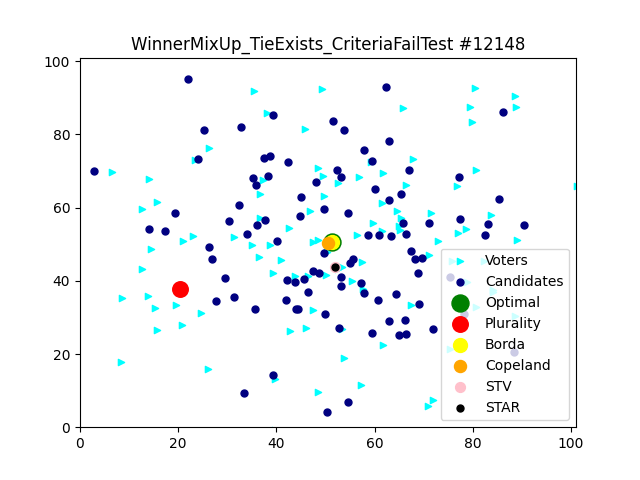 WinnerMixUp_TieExists_CriteriaFailTest #12148
100
80
60
40
20
0
0 20 40 60 80 100
Voters
Candidates
Optimal
Plurality
Borda
Copeland
STV
STAR